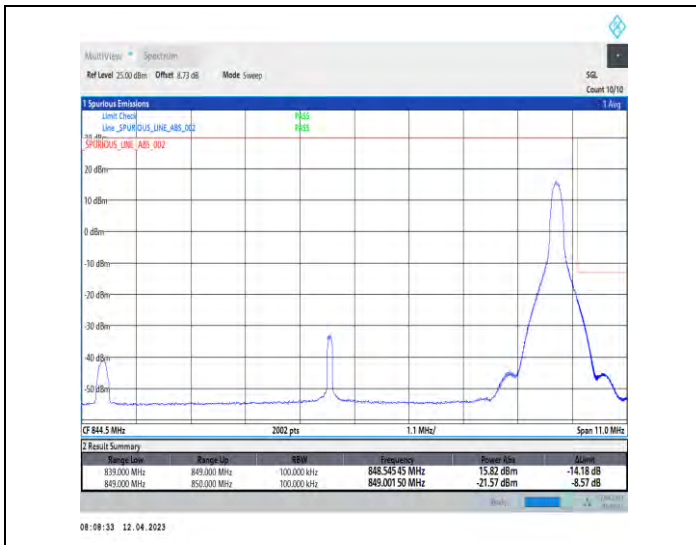 MultiView Spectrum
Ref Level 25.00 dBm Offset 8.73 dB Mode Sweep SGL
Count 10/10
1 Spurious Emissions 1 Avg
Limit Check PASS
Line _SPURIOUS_LINE_ABS_002 PASS
_SPURIOUS_LINE_ABS_002
20 dBm
10 dBm
0 dBm
-10 dBm
-20 dBm
-30 dBm
-40 dBm
-50 dBm
CF 844.5 MHz 2002 pts 1.1 MHz/ Span 11.0 MHz
2 Result Summary
Range Low Range Up RBW Frequency Power Abs ΔLimit
839.000 MHz 849.000 MHz 100.000 kHz 848.545 45 MHz 15.82 dBm -14.18 dB
849.000 MHz 850.000 MHz 100.000 kHz 849.001 50 MHz -21.57 dBm -8.57 dB
08:08:33 12.04.2023